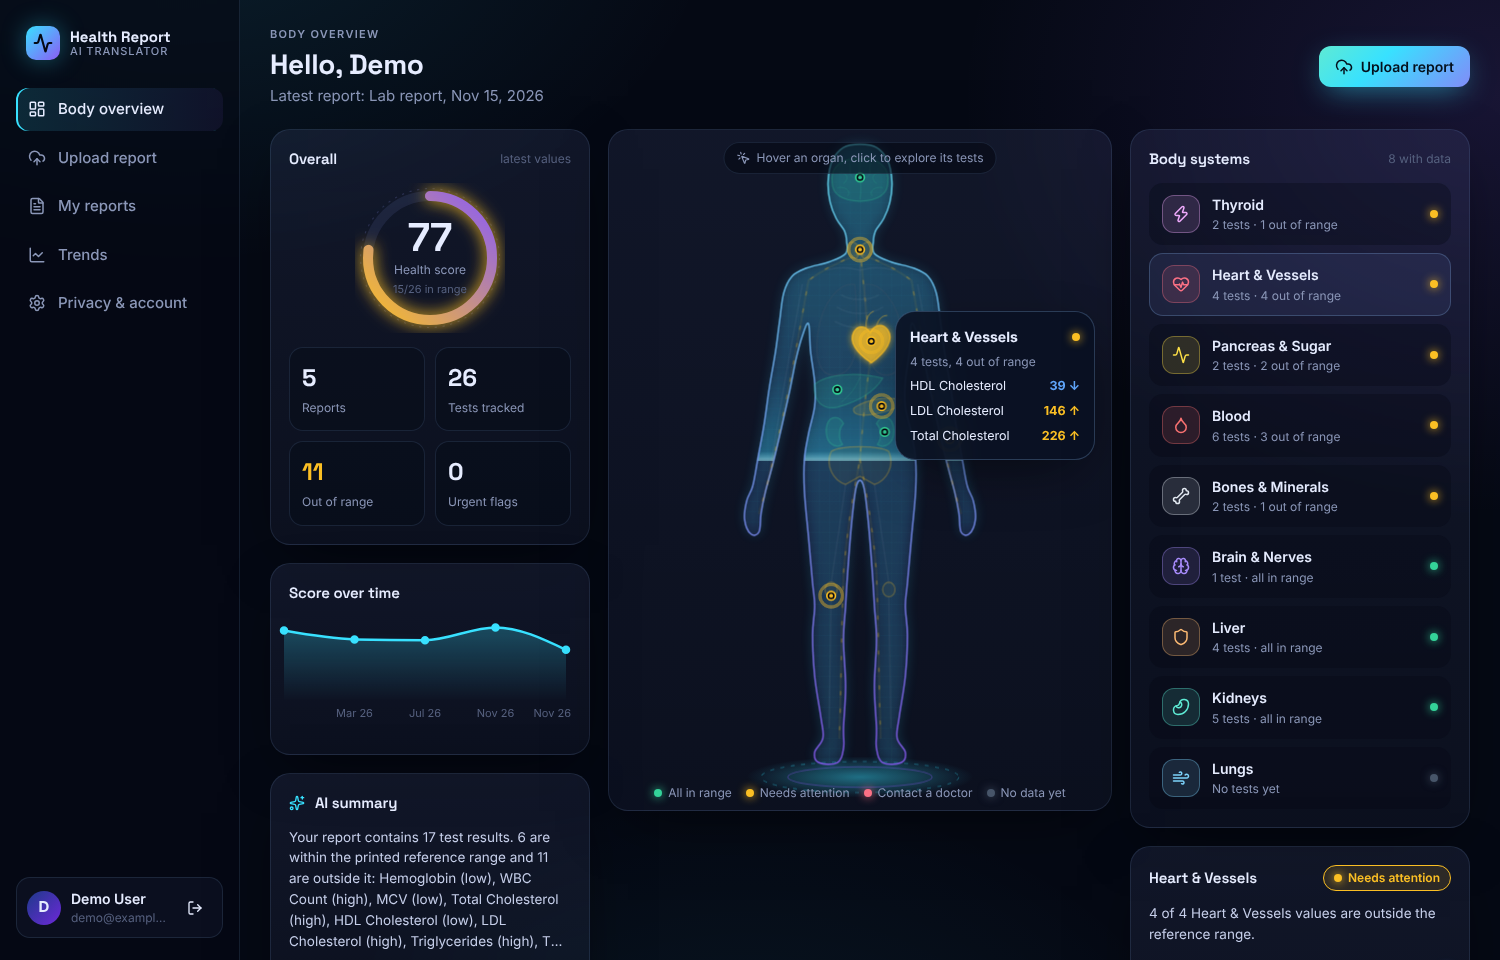 Health Report
AI TRANSLATOR
Body overview
Upload report
My reports
Trends
Privacy & account
D
Demo User
demo@exampl...
BODY OVERVIEW
Hello, Demo
Latest report: Lab report, Nov 15, 2026
Upload report
Overall
latest values
77
Health score
15/26 in range
5
Reports
26
Tests tracked
11
Out of range
0
Urgent flags
Score over time
Mar 26
Jul 26
Nov 26
Nov 26
AI summary
Your report contains 17 test results. 6 are
within the printed reference range and 11
are outside it: Hemoglobin (low), WBC
Count (high), MCV (low), Total Cholesterol
(high), HDL Cholesterol (low), LDL
Cholesterol (high), Triglycerides (high), T...
Hover an organ, click to explore its tests
Heart & Vessels
4 tests, 4 out of range
HDL Cholesterol 39 ↓
LDL Cholesterol 146 ↑
Total Cholesterol 226 ↑
All in range
Needs attention
Contact a doctor
No data yet
Body systems
8 with data
Thyroid
2 tests · 1 out of range
Heart & Vessels
4 tests · 4 out of range
Pancreas & Sugar
2 tests · 2 out of range
Blood
6 tests · 3 out of range
Bones & Minerals
2 tests · 1 out of range
Brain & Nerves
1 test · all in range
Liver
4 tests · all in range
Kidneys
5 tests · all in range
Lungs
No tests yet
Heart & Vessels
Needs attention
4 of 4 Heart & Vessels values are outside the
reference range.